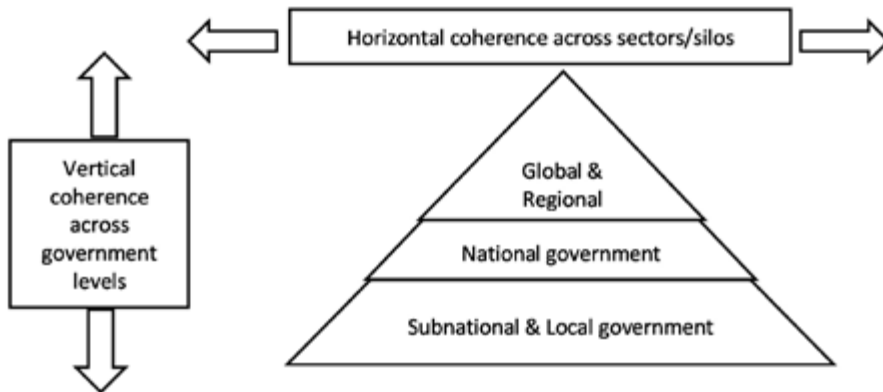 Horizontal coherence across sectors/silos
Vertical
coherence
across
government
levels
Global &
Regional
National government
Subnational & Local government